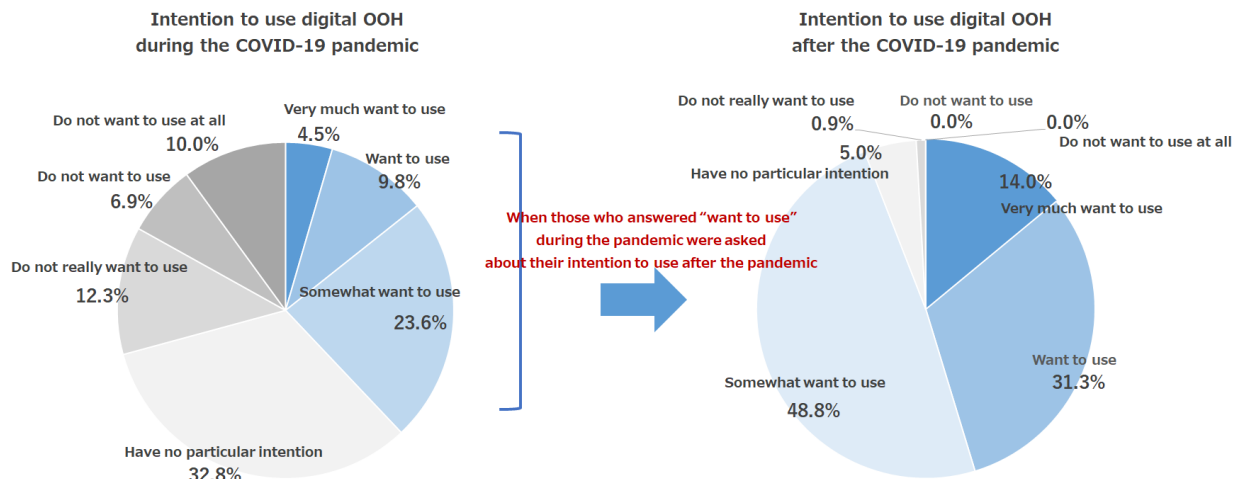 Intention to use digital OOH
during the COVID-19 pandemic
Very much want to use
4.5%
Want to use
9.8%
Somewhat want to use
23.6%
Have no particular intention
32.8%
Do not really want to use
12.3%
Do not want to use
6.9%
Do not want to use at all
10.0%
When those who answered “want to use”
during the pandemic were asked
about their intention to use after the pandemic
Intention to use digital OOH
after the COVID-19 pandemic
Do not really want to use
0.9%
Do not want to use
0.0%
0.0%
Do not want to use at all
5.0%
Have no particular intention
14.0%
Very much want to use
Want to use
31.3%
Somewhat want to use
48.8%